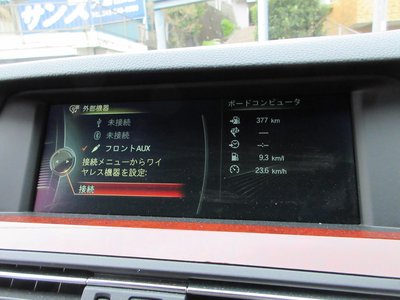 サンズ
外部機器
未接続
未接続
フロントAUX
接続メニューからワイ
ヤレス機器を設定:
接続
ボードコンピュータ
377 km
----
--:--
9.3 km/l
23.6 km/h